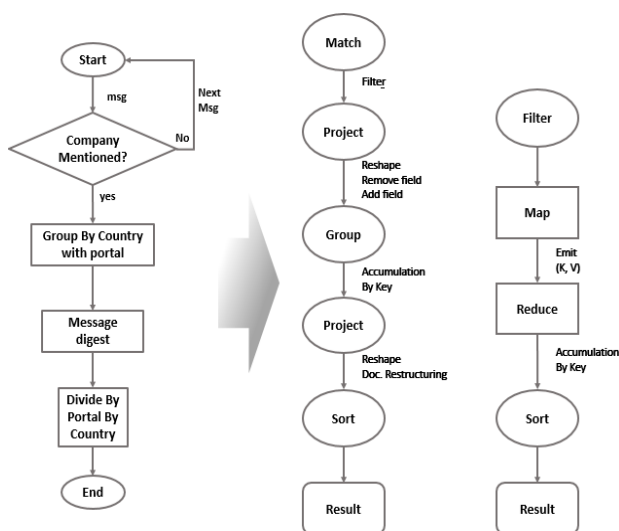 Start
msg
Next
Msg
Company
Mentioned?
No
yes
Group By Country
with portal
Message
digest
Divide By
Portal By
Country
End
Match
Filter
Project
Reshape
Remove field
Add field
Group
Accumulation
By Key
Project
Reshape
Doc. Restructuring
Sort
Result
Filter
Map
Emit
(K, V)
Reduce
Accumulation
By Key
Sort
Result